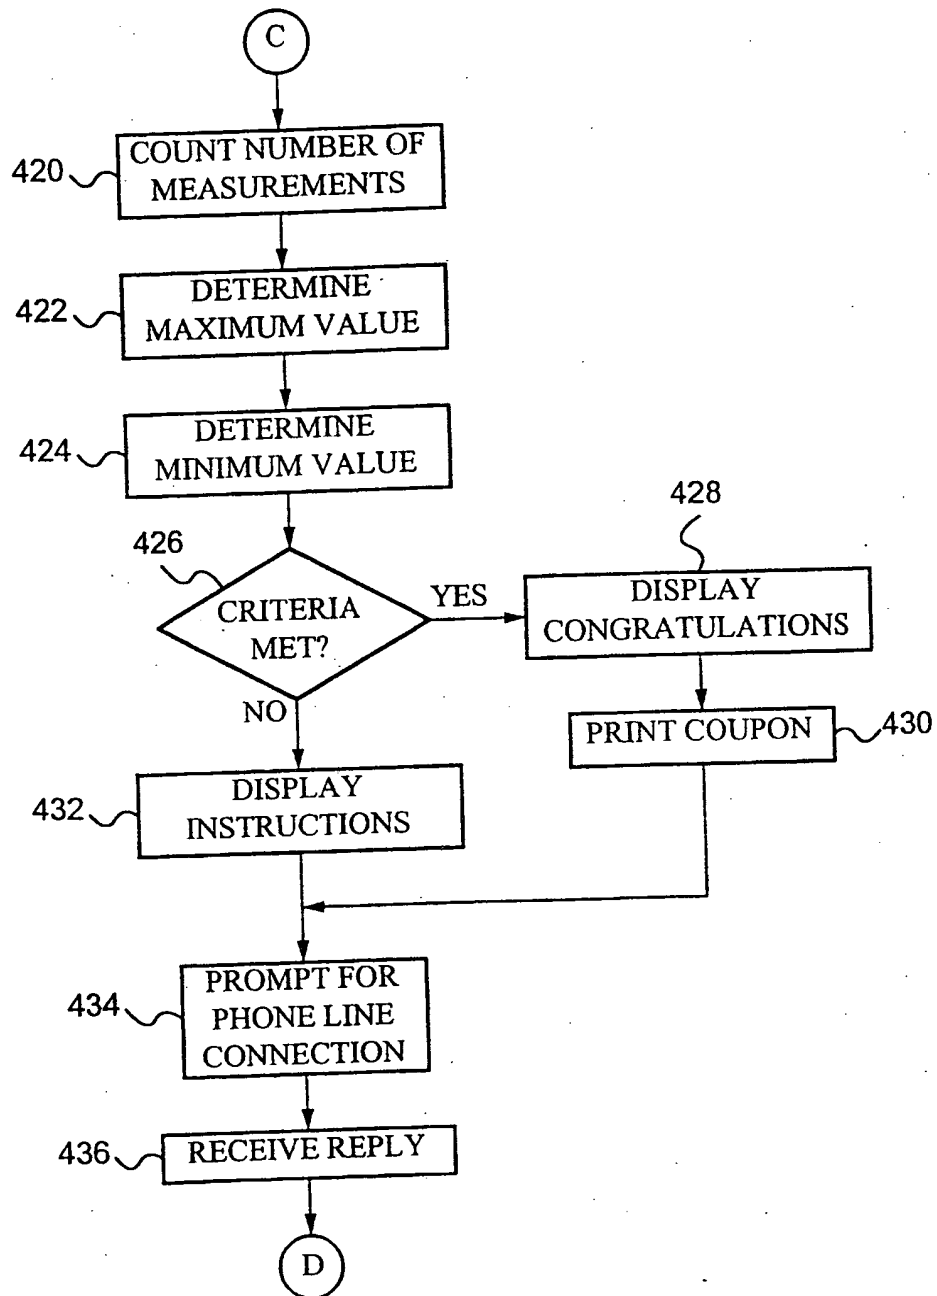 C
420
COUNT NUMBER OF
MEASUREMENTS
422
DETERMINE
MAXIMUM VALUE
424
DETERMINE
MINIMUM VALUE
426
CRITERIA
MET?
YES
NO
428
DISPLAY
CONGRATULATIONS
PRINT COUPON
430
432
DISPLAY
INSTRUCTIONS
434
PROMPT FOR
PHONE LINE
CONNECTION
436
RECEIVE REPLY
D